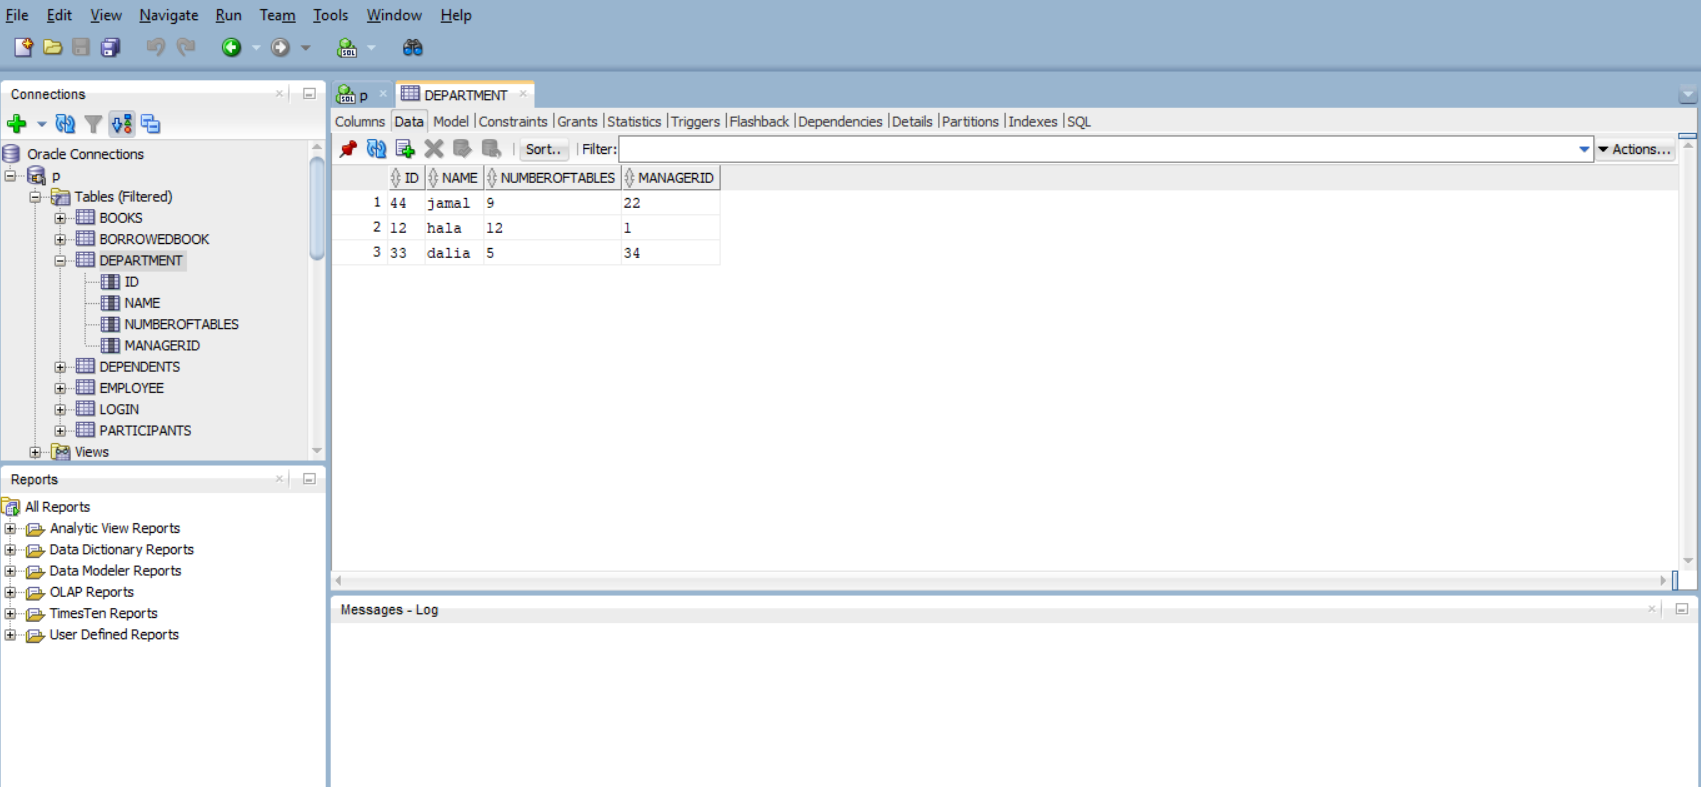 File Edit View Navigate Run Team Tools Window Help
Connections
Oracle Connections
p
Tables (Filtered)
BOOKS
BORROWEDBOOK
DEPARTMENT
ID
NAME
NUMBEROFTABLES
MANAGERID
DEPENDENTS
EMPLOYEE
LOGIN
PARTICIPANTS
Views
Reports
All Reports
Analytic View Reports
Data Dictionary Reports
Data Modeler Reports
OLAP Reports
TimesTen Reports
User Defined Reports
SQL p DEPARTMENT
Columns Data Model Constraints Grants Statistics Triggers Flashback Dependencies Details Partitions Indexes SQL
Sort.. Filter: Actions...
ID NAME NUMBEROFTABLES MANAGERID
1 44 jamal 9 22
2 12 hala 12 1
3 33 dalia 5 34
Messages - Log